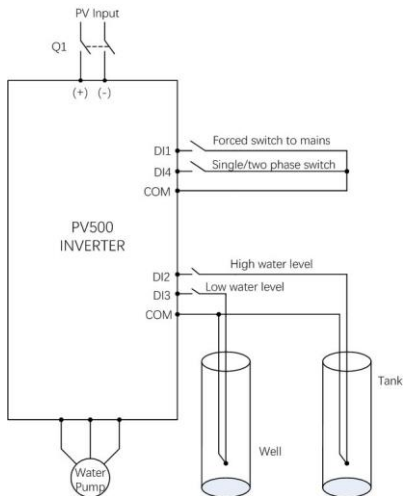 PV Input
Q1
(+) (-)
Forced switch to mains
DI1
Single/two phase switch
DI4
COM
PV500
INVERTER
High water level
DI2
Low water level
DI3
COM
Tank
Well
Water
Pump